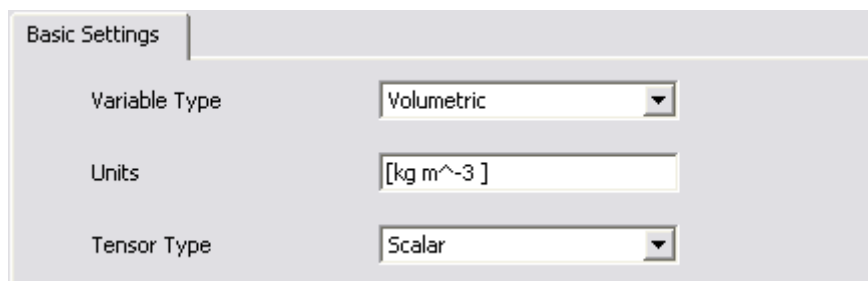 Basic Settings
Variable Type Volumetric
Units [kg m^-3 ]
Tensor Type Scalar